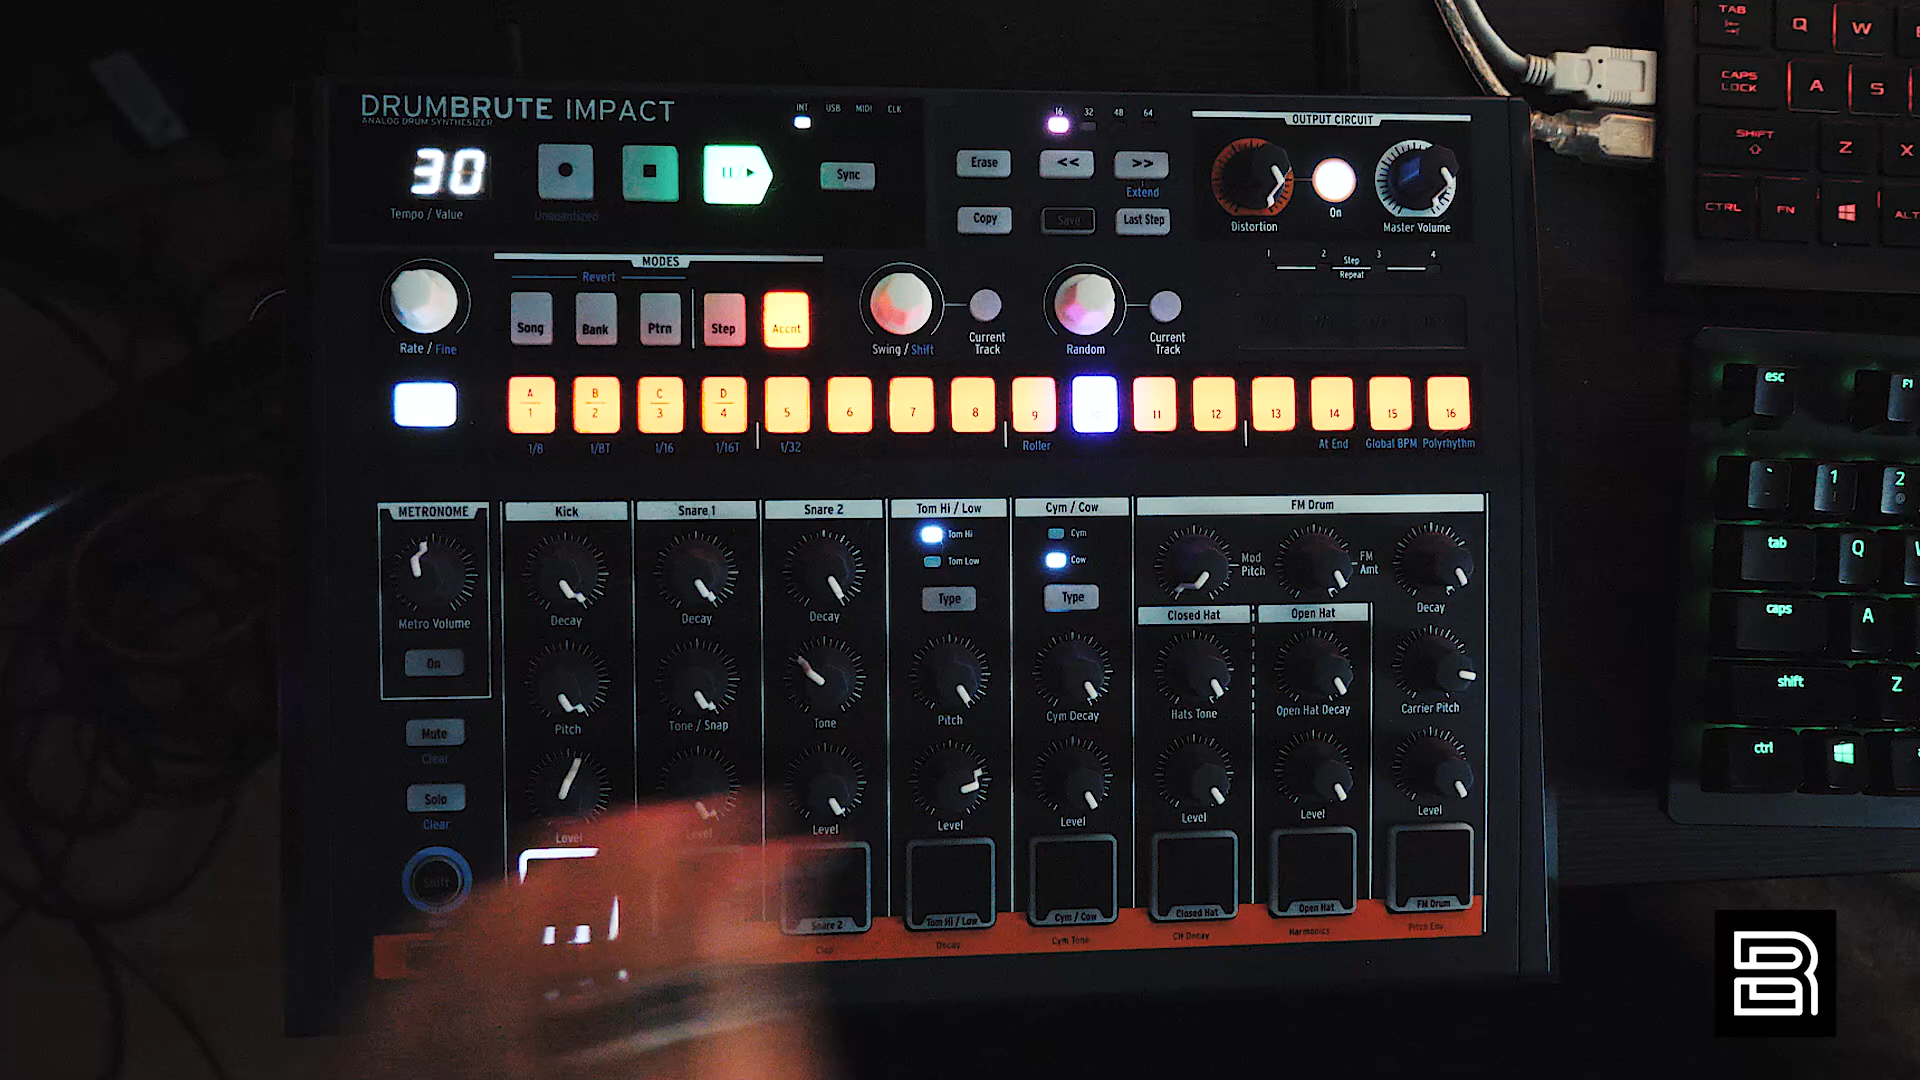 DRUMBRUTE IMPACT
ANALOG DRUM SYNTHESIZER
INT USB MIDI CLK
16 32 48 64
OUTPUT CIRCUIT
30
Tempo / Value
Unquantized
Sync
Erase << >>
Extend
Copy Save Last Step
Distortion On Master Volume
1 2 Step Repeat 3 4
MODES
Revert
Song Bank Ptrn Step Accnt
Rate / Fine
Swing / Shift
Current Track
Random
Current Track
A 1 B 2 C 3 D 4 5 6 7 8 9 11 12 13 14 15 16
1/8 1/8T 1/16 1/16T 1/32 Roller At End Global BPM Polyrhythm
METRONOME Kick Snare 1 Snare 2 Tom Hi / Low Cym / Cow FM Drum
Tom Hi Cym
Tom Low Cow
Type Type
Mod Pitch FM Amt
Metro Volume Decay Decay Decay Decay
Closed Hat Open Hat
On
Pitch Tone / Snap Tone Pitch Cym Decay Hats Tone Open Hat Decay Carrier Pitch
Mute
Clear
Solo
Clear
Level Level Level Level Level Level Level Level
Shift
Snare 2 Tom Hi / Low Cym / Cow Closed Hat Open Hat FM Drum
Clap Decay Cym Tone CH Decay Harmonics Pitch Env
TAB Q W
CAPS LOCK A S
SHIFT Z X
CTRL FN ALT
esc F1
` 1 2 @
tab Q
caps A
shift Z
ctrl
B